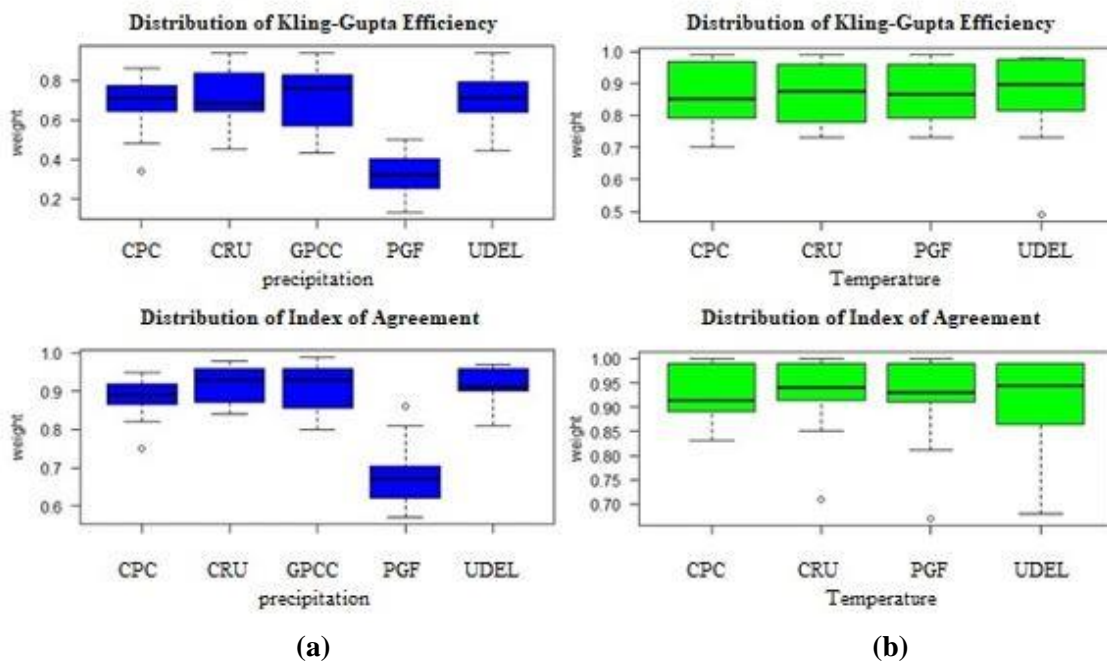 Distribution of Kling-Gupta Efficiency
weight
0.8
0.6
0.4
0.2
CPC CRU GPCC PGF UDEL
precipitation
Distribution of Index of Agreement
weight
1.0
0.9
0.8
0.7
0.6
CPC CRU GPCC PGF UDEL
precipitation
(a)
Distribution of Kling-Gupta Efficiency
weight
1.0
0.9
0.8
0.7
0.6
0.5
CPC CRU PGF UDEL
Temperature
Distribution of Index of Agreement
weight
1.00
0.95
0.90
0.85
0.80
0.75
0.70
CPC CRU PGF UDEL
Temperature
(b)